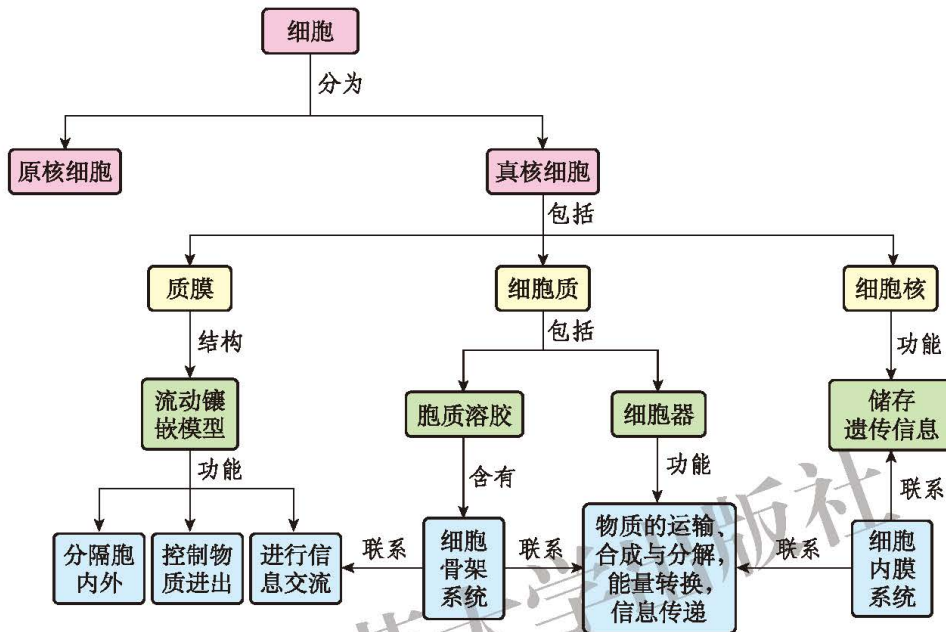 细胞
分为
原核细胞
真核细胞
包括
质膜
细胞质
细胞核
结构
包括
功能
流动镶
嵌模型
胞质溶胶
细胞器
储存
遗传信息
功能
含有
功能
联系
分隔胞
内外
控制物
质进出
进行信
息交流
联系
细胞
骨架
系统
联系
物质的运输、
合成与分解，
能量转换，
信息传递
联系
细胞
内膜
系统
大学出版社